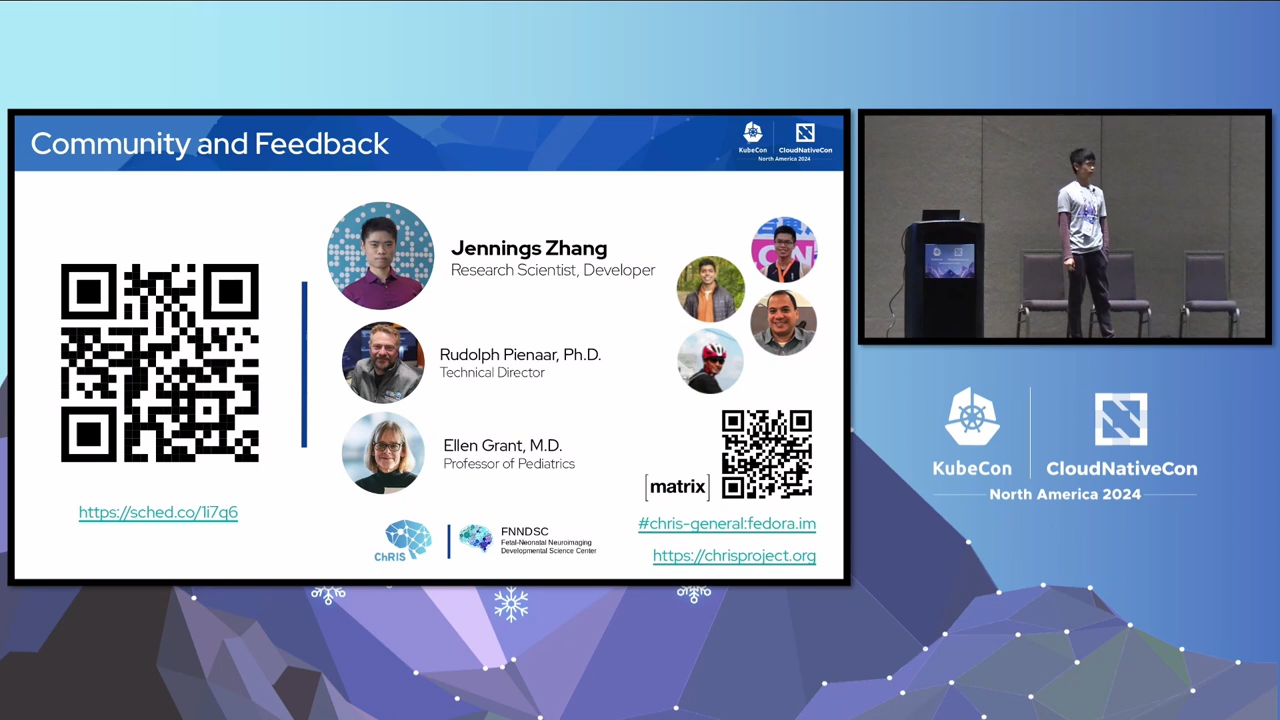 Community and Feedback
KubeCon
CloudNativeCon
North America 2024
Jennings Zhang
Research Scientist, Developer
Rudolph Pienaar, Ph.D.
Technical Director
Ellen Grant, M.D.
Professor of Pediatrics
https://sched.co/1i7q6
ChRIS
FNNDSC
Fetal-Neonatal Neuroimaging
Developmental Science Center
[matrix]
#chris-general:fedora.im
https://chrisproject.org
KubeCon
CloudNativeCon
North America 2024